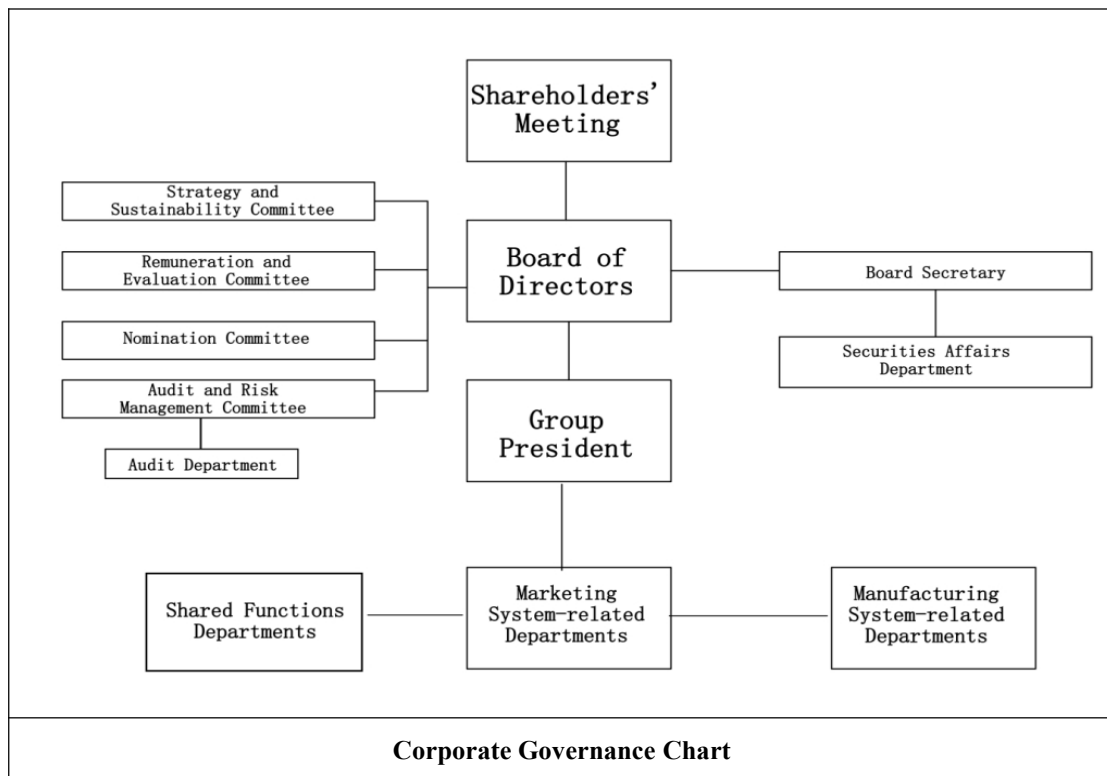 Shareholders'
Meeting
Strategy and
Sustainability Committee
Remuneration and
Evaluation Committee
Nomination Committee
Audit and Risk
Management Committee
Audit Department
Board of
Directors
Board Secretary
Securities Affairs
Department
Group
President
Shared Functions
Departments
Marketing
System-related
Departments
Manufacturing
System-related
Departments
Corporate Governance Chart